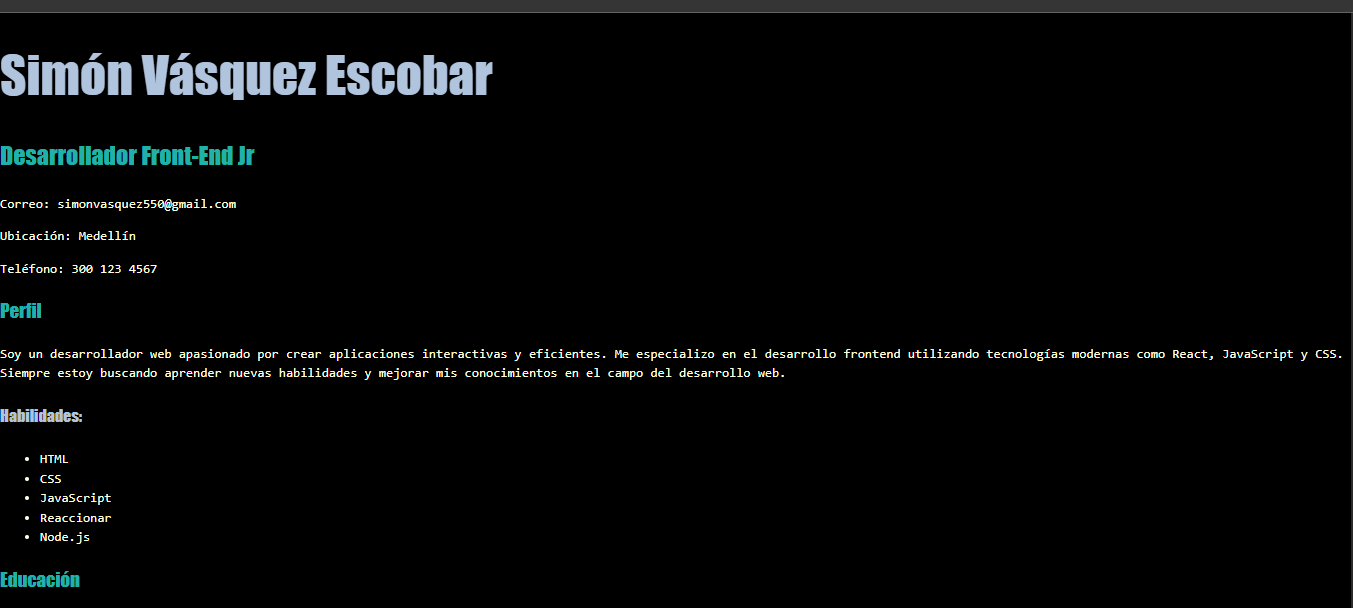 Simón Vásquez Escobar
Desarrollador Front-End Jr
Correo: simonvasquez550@gmail.com
Ubicación: Medellín
Teléfono: 300 123 4567
Perfil
Soy un desarrollador web apasionado por crear aplicaciones interactivas y eficientes. Me especializo en el desarrollo frontend utilizando tecnologías modernas como React, JavaScript y CSS.
Siempre estoy buscando aprender nuevas habilidades y mejorar mis conocimientos en el campo del desarrollo web.
Habilidades:
HTML
CSS
JavaScript
Reaccionar
Node.js
Educación